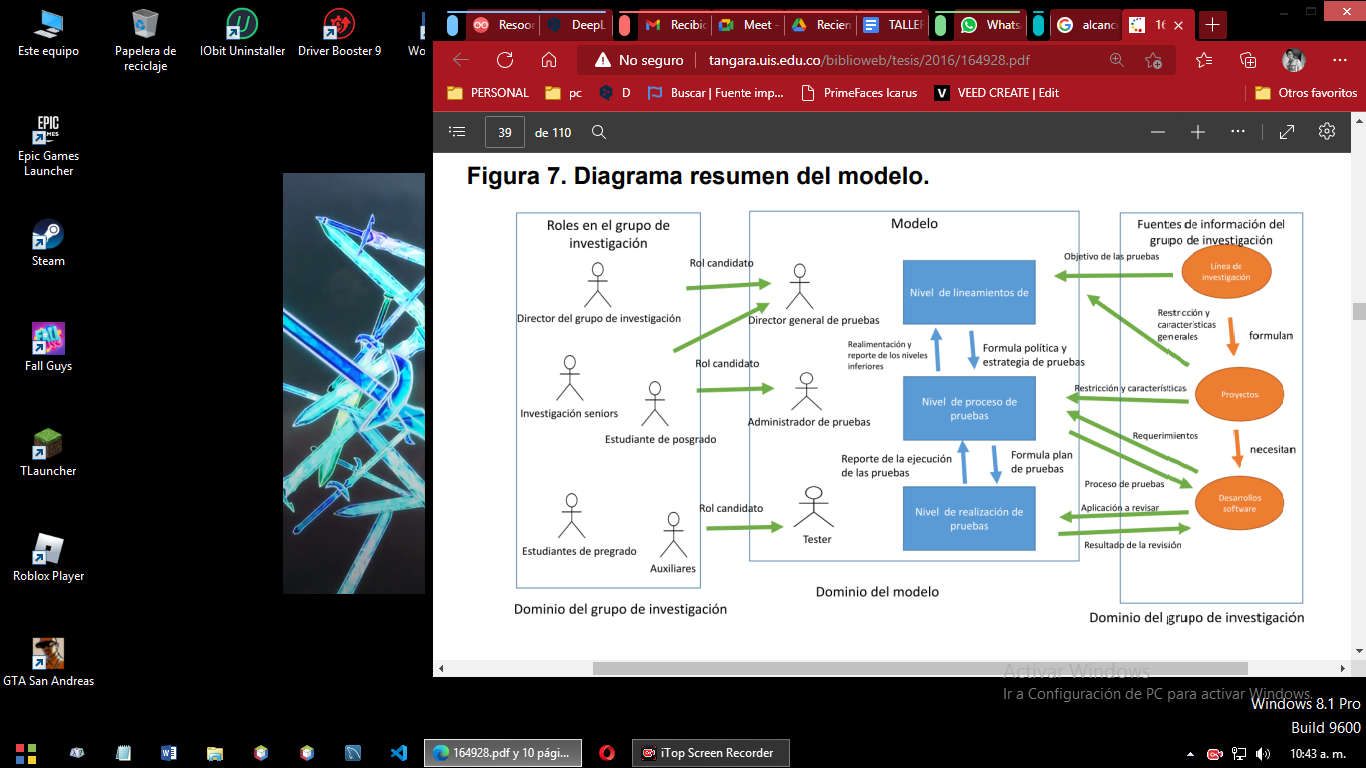 Este equipo
Papelera de
reciclaje
IObit Uninstaller
Driver Booster 9
Wo
Epic Games
Launcher
EPIC
GAMES
Steam
Fall Guys
TLauncher
Roblox Player
GTA San Andreas
Resoon
DeepL
Recibid
Meet -
Recien
TALLER
Whats
alcance
16
No seguro
tangara.uis.edu.co/biblioweb/tesis/2016/164928.pdf
PERSONAL
pc
D
Buscar | Fuente imp...
PrimeFaces Icarus
VEED CREATE | Edit
Otros favoritos
39
de 110
Figura 7. Diagrama resumen del modelo.
Roles en el grupo de
investigación
Director del grupo de investigación
Investigación seniors
Estudiante de posgrado
Estudiantes de pregrado
Auxiliares
Dominio del grupo de investigación
Rol candidato
Rol candidato
Rol candidato
Modelo
Director general de pruebas
Administrador de pruebas
Tester
Nivel de lineamientos de
Realimentación y
reporte de los niveles
inferiores
Formula política y
estrategia de pruebas
Nivel de proceso de
pruebas
Reporte de la ejecución
de las pruebas
Formula plan
de pruebas
Nivel de realización de
pruebas
Dominio del modelo
Fuentes de información del
grupo de investigación
Objetivo de las pruebas
Línea de
investigación
Restricción y
características
generales
formulan
Restricción y características
Proyectos
Requerimientos
necesitan
Proceso de pruebas
Aplicación a revisar
Desarrollos
software
Resultado de la revisión
Dominio del grupo de investigación
Activar Windows
Ir a Configuración de PC para activar Windows.
Windows 8.1 Pro
Build 9600
164928.pdf y 10 pági...
iTop Screen Recorder
10:43 a. m.